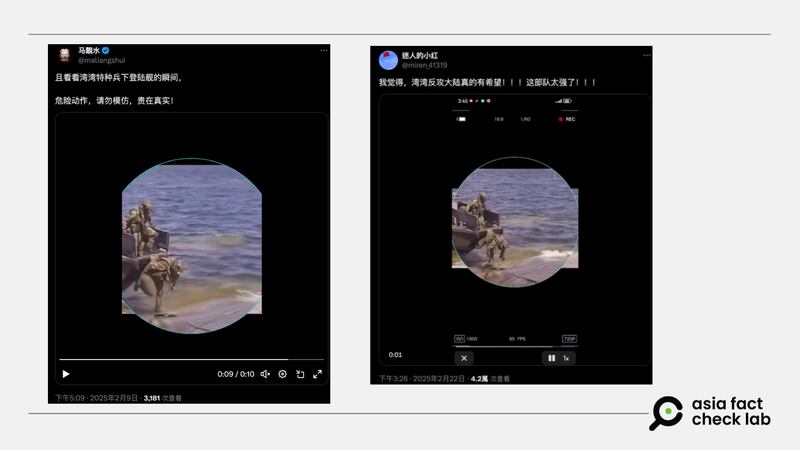 马靓水
@maliangshui
且看看湾湾特种兵下登陆舰的瞬间，
危险动作，请勿模仿，贵在真实！
0:09 / 0:10
下午5:09 · 2025年2月9日 · 3,181 次查看
迷人的小红
@miren_41319
我觉得，湾湾反攻大陆真的有希望！！！这部队太强了！！！
3:45
16:9 1/60 REC
ISO 1600 60 FPS 720P
0:01
1x
下午3:26 · 2025年2月22日 · 4.2萬 次查看
asia fact
check lab